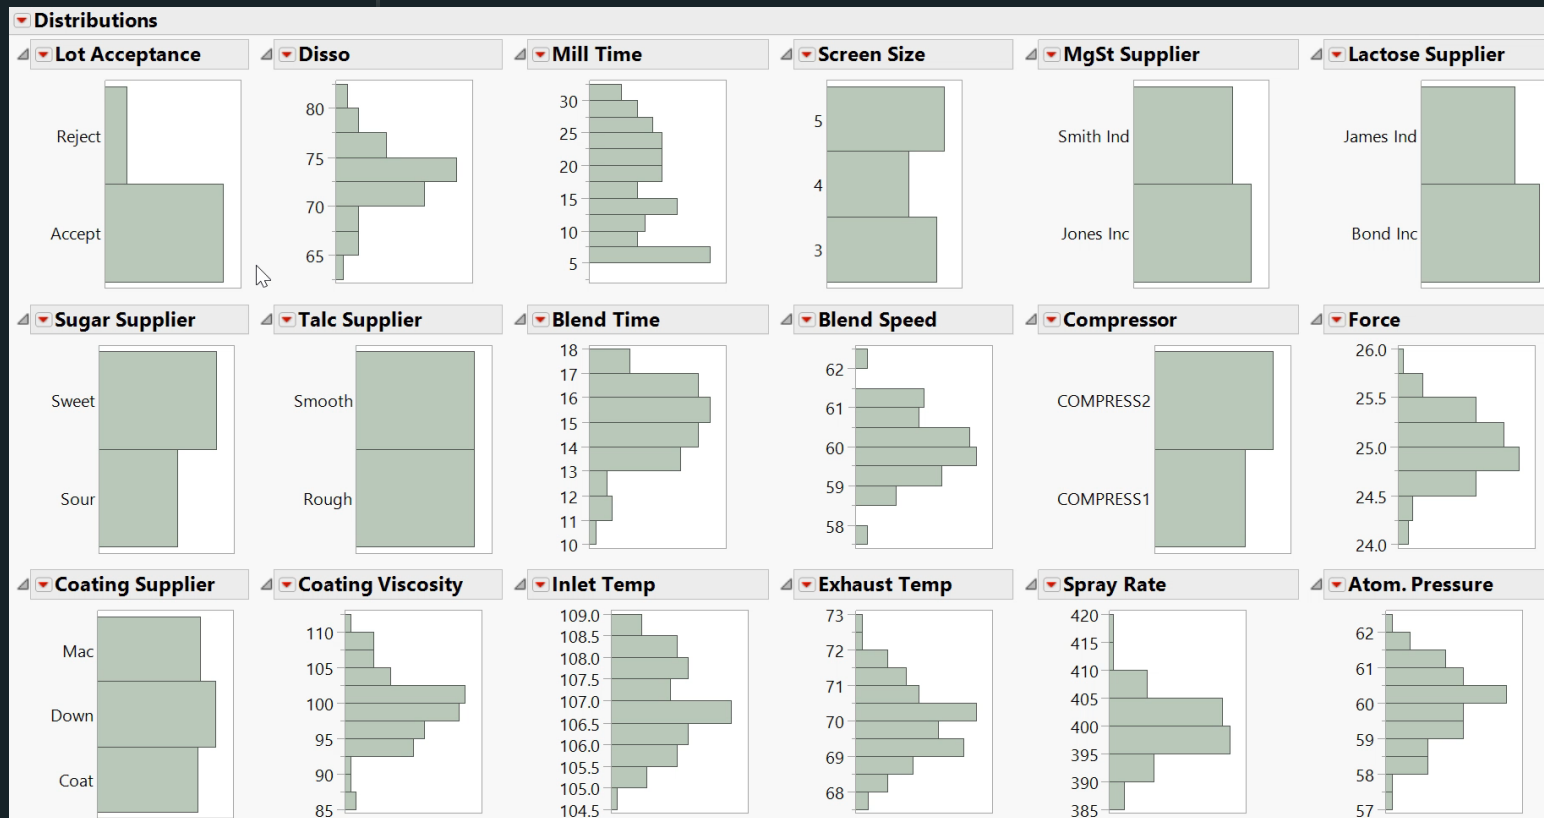 Distributions
Lot Acceptance
Reject
Accept
Disso
80
75
70
65
Mill Time
30
25
20
15
10
5
Screen Size
5
4
3
MgSt Supplier
Smith Ind
Jones Inc
Lactose Supplier
James Ind
Bond Inc
Sugar Supplier
Sweet
Sour
Talc Supplier
Smooth
Rough
Blend Time
18
17
16
15
14
13
12
11
10
Blend Speed
62
61
60
59
58
Compressor
COMPRESS2
COMPRESS1
Force
26.0
25.5
25.0
24.5
24.0
Coating Supplier
Mac
Down
Coat
Coating Viscosity
110
105
100
95
90
85
Inlet Temp
109.0
108.5
108.0
107.5
107.0
106.5
106.0
105.5
105.0
104.5
Exhaust Temp
73
72
71
70
69
68
Spray Rate
420
415
410
405
400
395
390
385
Atom. Pressure
62
61
60
59
58
57